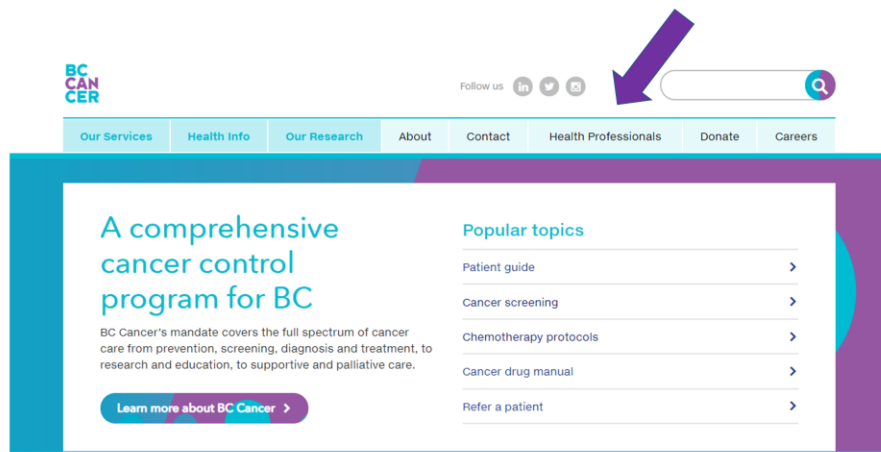 BC
CAN
CER
Follow us
Our Services Health Info Our Research About Contact Health Professionals Donate Careers
A comprehensive
cancer control
program for BC
BC Cancer's mandate covers the full spectrum of cancer
care from prevention, screening, diagnosis and treatment, to
research and education, to supportive and palliative care.
Learn more about BC Cancer
Popular topics
Patient guide
Cancer screening
Chemotherapy protocols
Cancer drug manual
Refer a patient